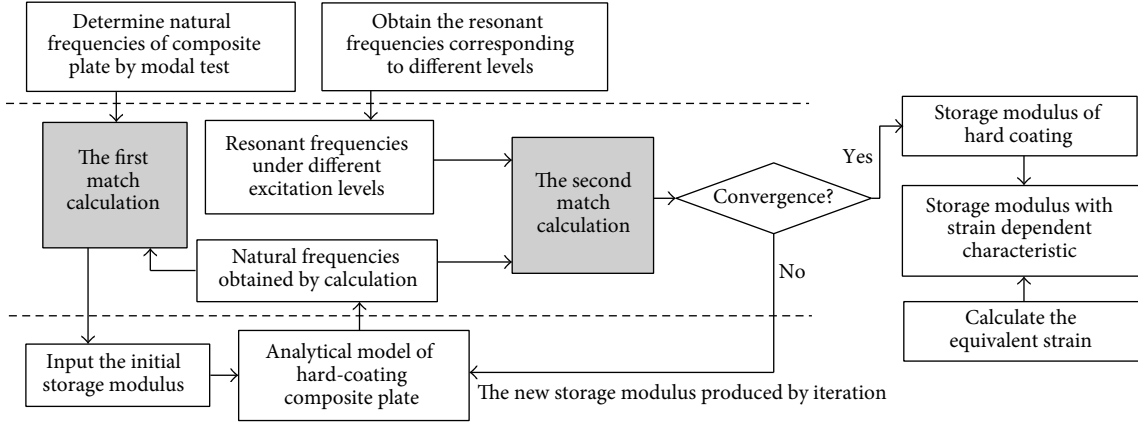 Determine natural
frequencies of composite
plate by modal test
Obtain the resonant
frequencies corresponding
to different levels
The first
match
calculation
Resonant frequencies
under different
excitation levels
The second
match
calculation
Convergence?
Yes
No
Storage modulus of
hard coating
Storage modulus with
strain dependent
characteristic
Calculate the
equivalent strain
Natural frequencies
obtained by calculation
Input the initial
storage modulus
Analytical model of
hard-coating
composite plate
The new storage modulus produced by iteration